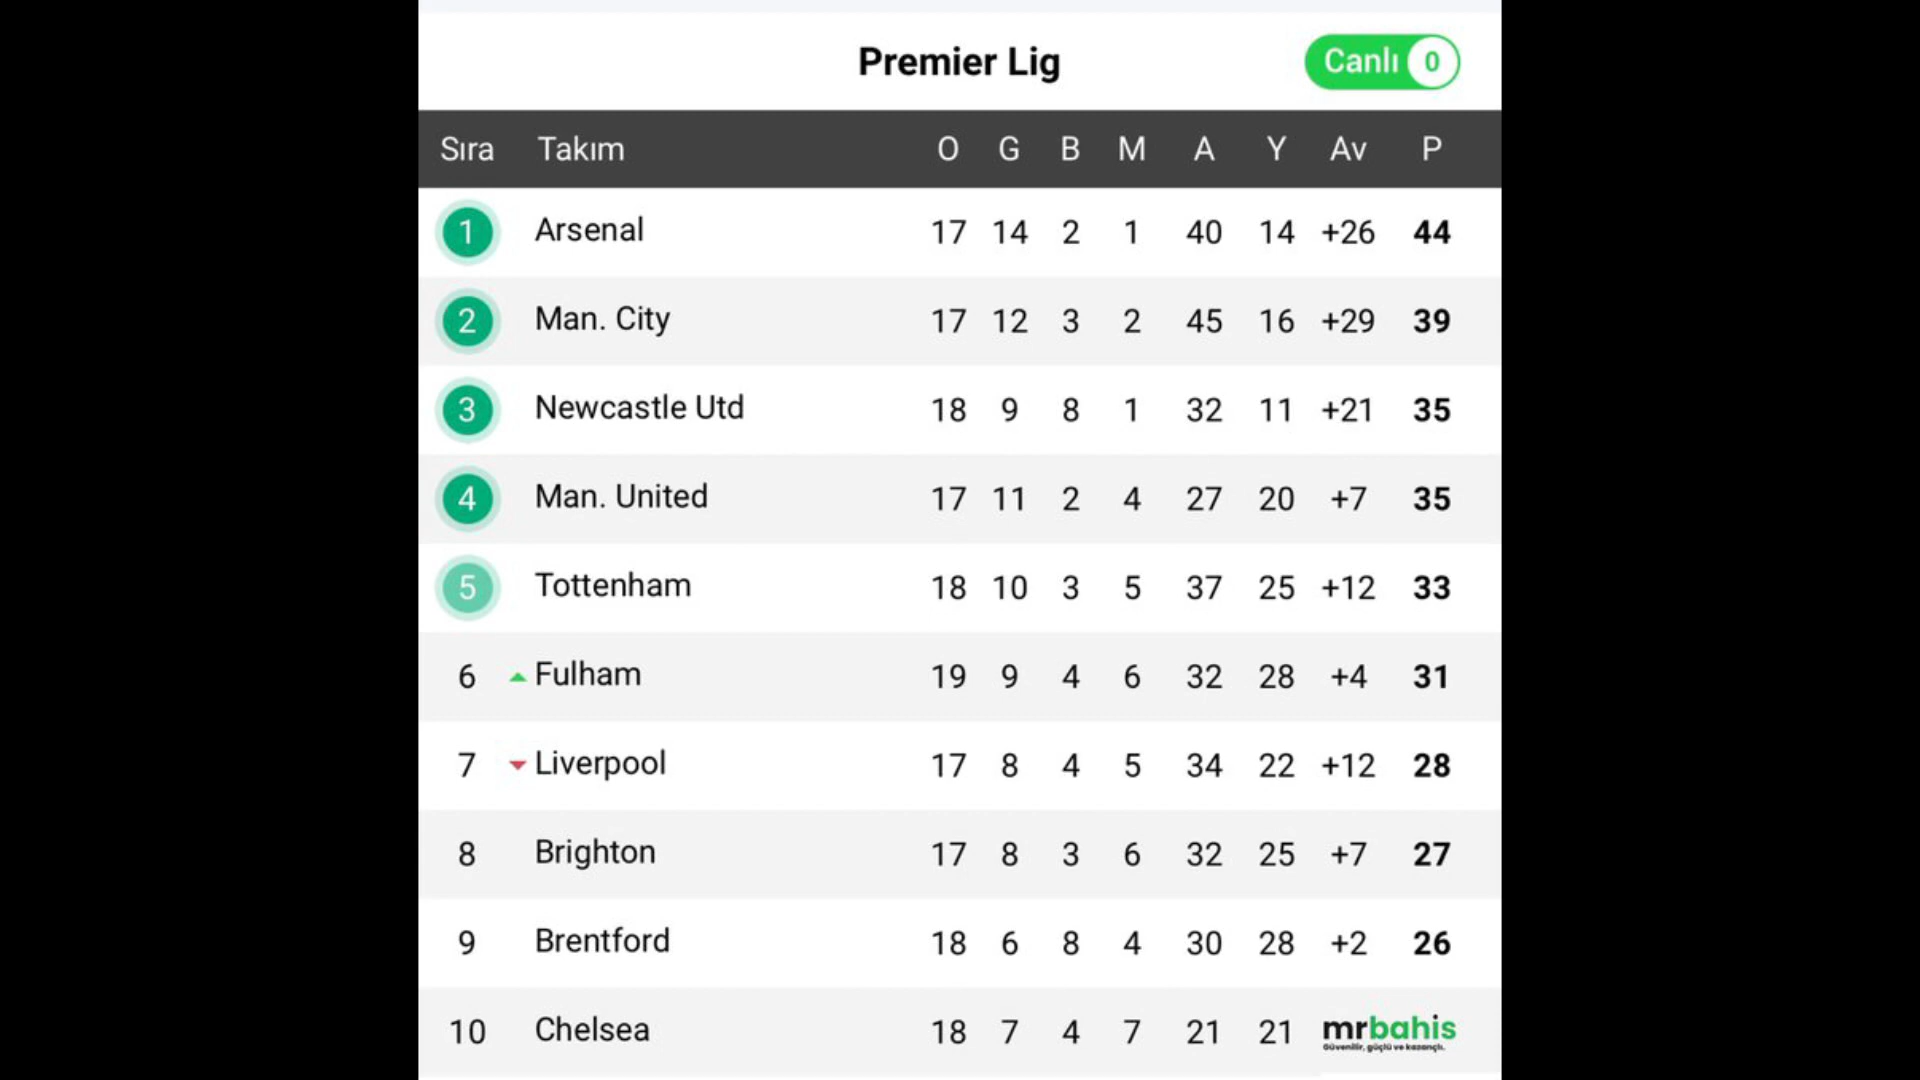 Premier Lig
Canlı 0
Sıra Takım O G B M A Y Av P
1 Arsenal 17 14 2 1 40 14 +26 44
2 Man. City 17 12 3 2 45 16 +29 39
3 Newcastle Utd 18 9 8 1 32 11 +21 35
4 Man. United 17 11 2 4 27 20 +7 35
5 Tottenham 18 10 3 5 37 25 +12 33
6 Fulham 19 9 4 6 32 28 +4 31
7 Liverpool 17 8 4 5 34 22 +12 28
8 Brighton 17 8 3 6 32 25 +7 27
9 Brentford 18 6 8 4 30 28 +2 26
10 Chelsea 18 7 4 7 21 21 mrbahis
Güvenilir, güçlü ve kazançlı.